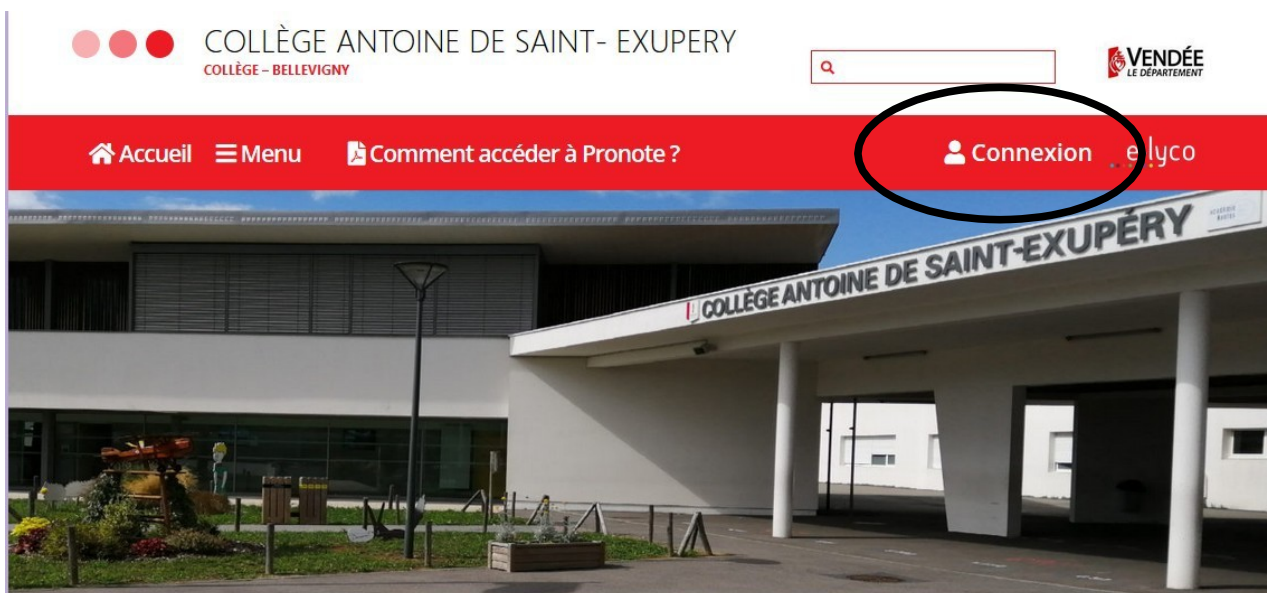 COLLÈGE ANTOINE DE SAINT- EXUPERY
COLLÈGE – BELLEVIGNY
VENDÉE
LE DÉPARTEMENT
Accueil Menu Comment accéder à Pronote ? Connexion e-lyco
COLLÈGE ANTOINE DE SAINT-EXUPÉRY